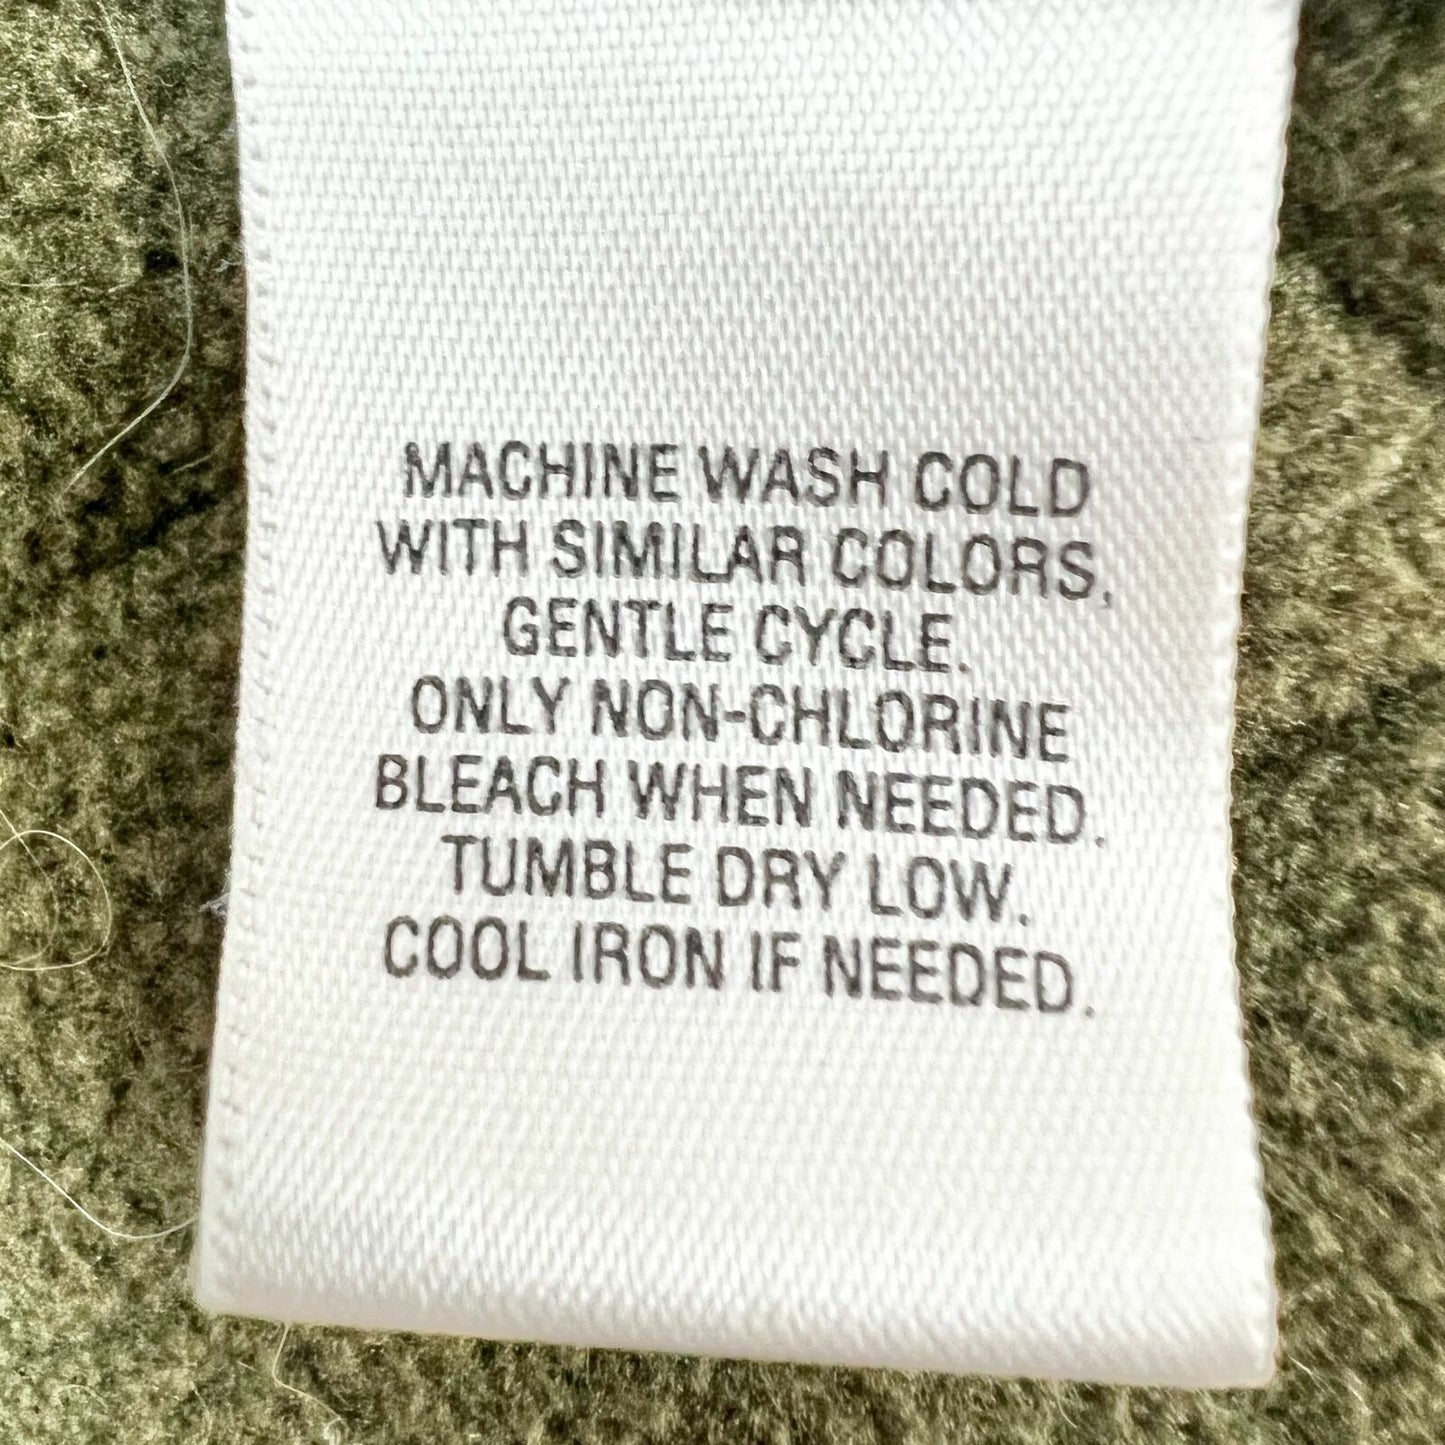 MACHINE WASH COLD
WITH SIMILAR COLORS,
GENTLE CYCLE.
ONLY NON-CHLORINE
BLEACH WHEN NEEDED.
TUMBLE DRY LOW.
COOL IRON IF NEEDED.